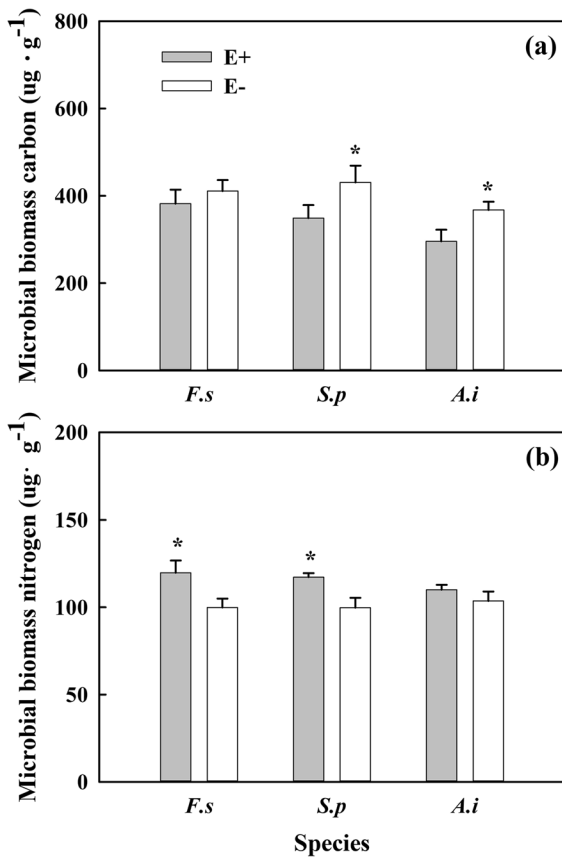 Microbial biomass carbon (ug · g-1)
800
600
400
200
0
(a)
E+
E-
*
*
F.s
S.p
A.i
Microbial biomass nitrogen (ug· g-1)
200
150
100
50
0
(b)
*
*
F.s
S.p
A.i
Species